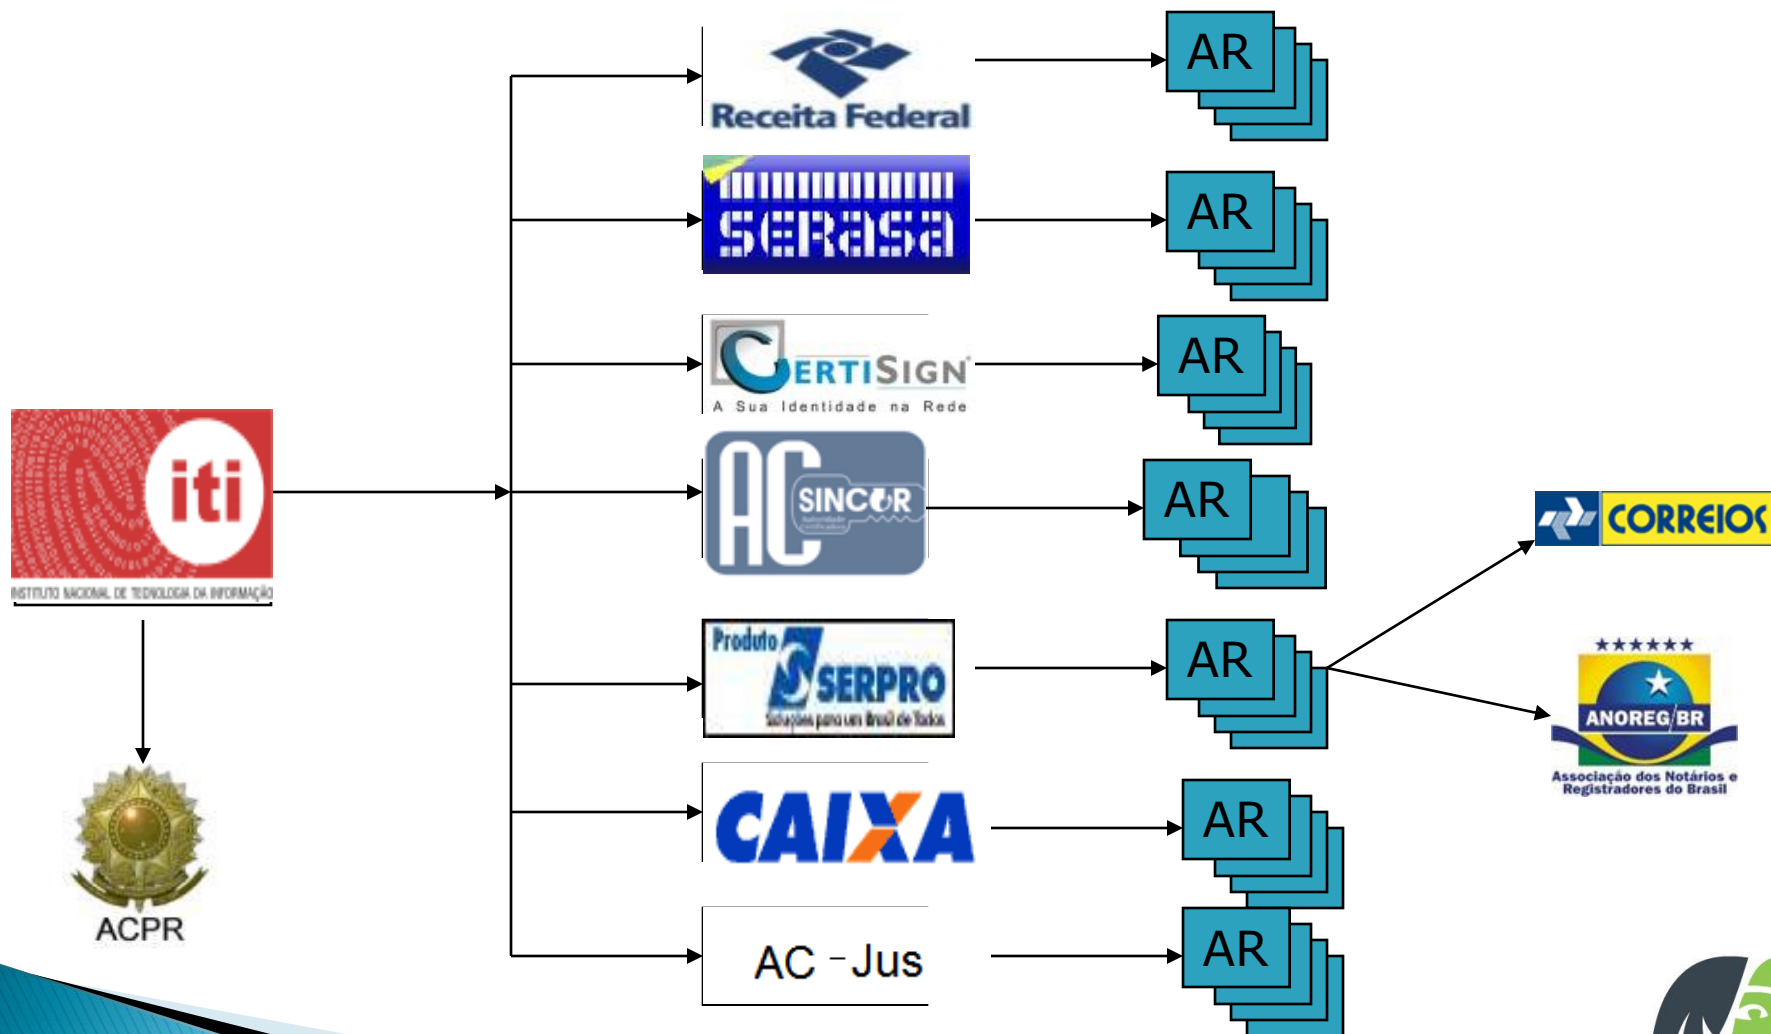 Receita Federal
AR
SERASA
AR
CERTISIGN
A Sua Identidade na Rede
AR
iti
INSTITUTO NACIONAL DE TECNOLOGIA DA INFORMAÇÃO
AC
SINCOR
AR
CORREIOS
Produto
SERPRO
Soluções para um Brasil de Todos
AR
ANOREG/BR
Associação dos Notários e
Registradores do Brasil
CAIXA
AR
ACPR
AC - Jus
AR